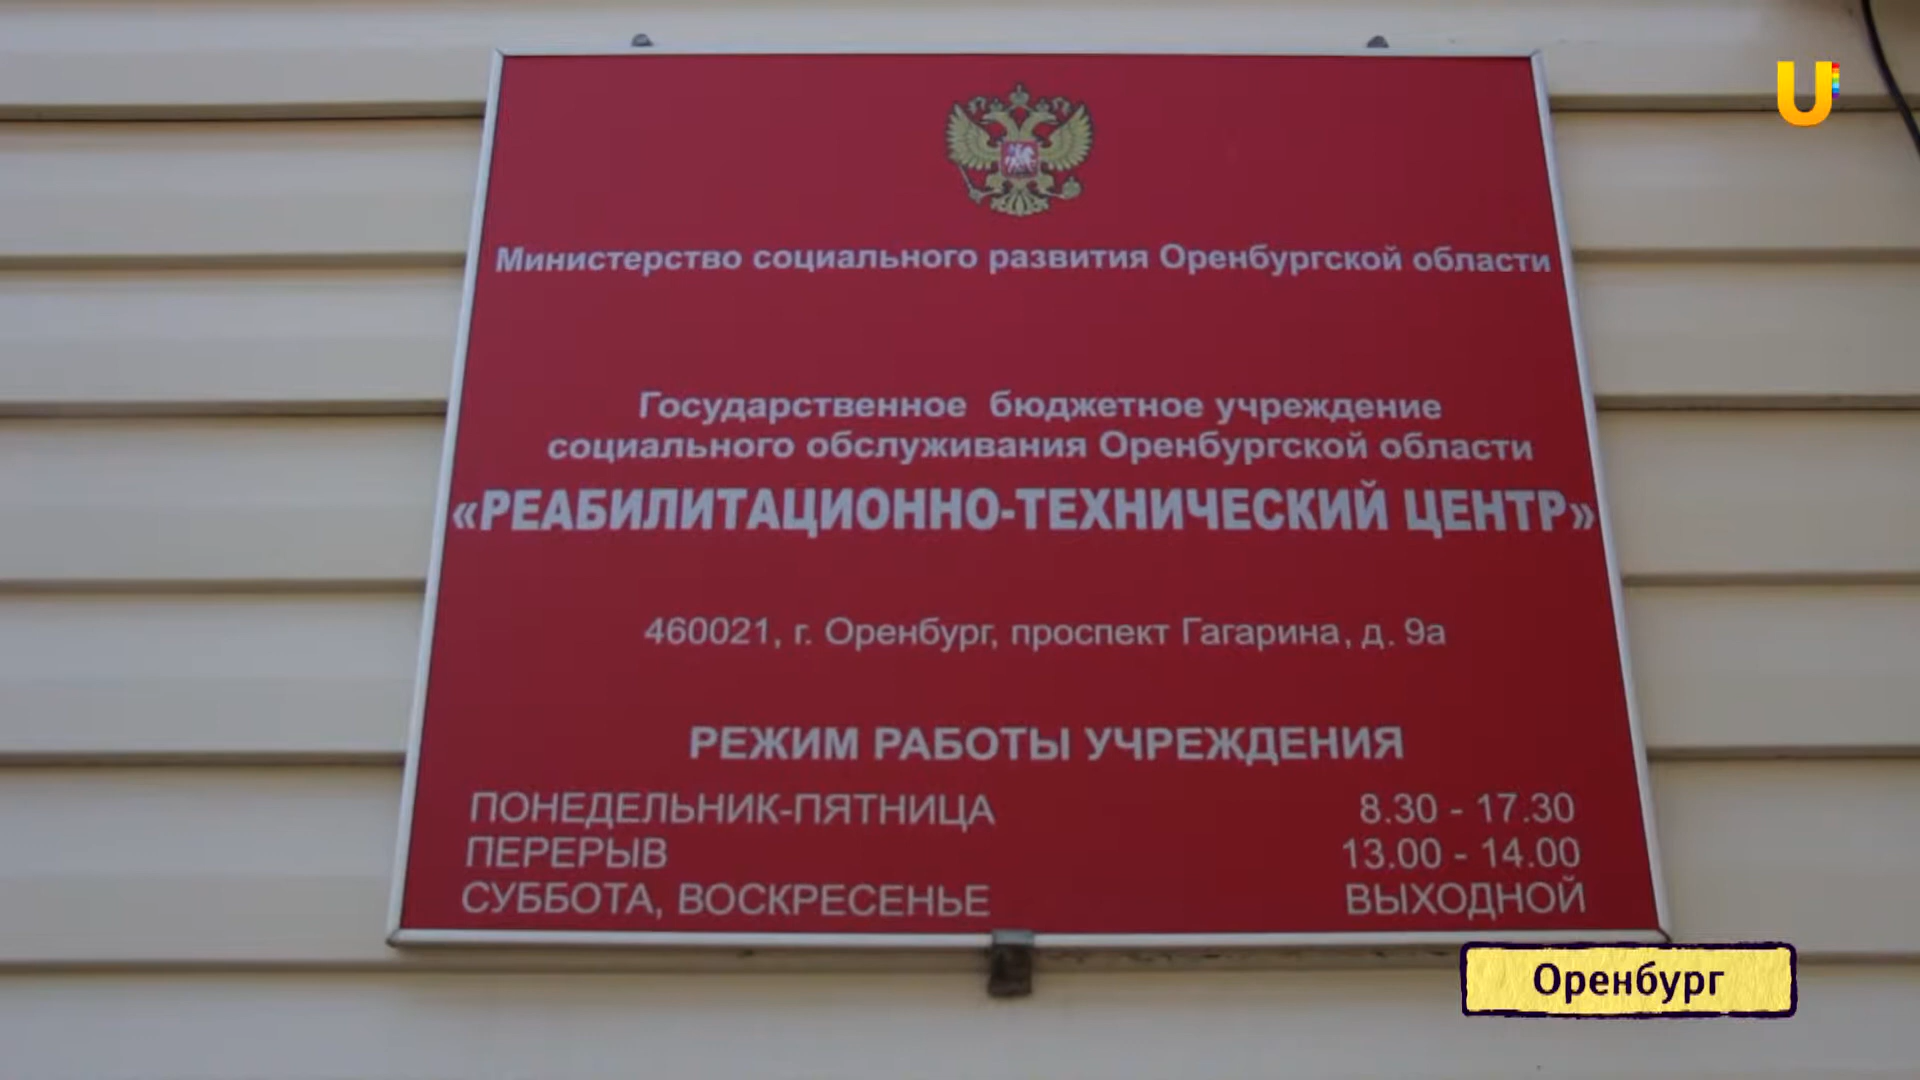 U
Министерство социального развития Оренбургской области
Государственное бюджетное учреждение
социального обслуживания Оренбургской области
«РЕАБИЛИТАЦИОННО-ТЕХНИЧЕСКИЙ ЦЕНТР»
460021, г. Оренбург, проспект Гагарина, д. 9а
РЕЖИМ РАБОТЫ УЧРЕЖДЕНИЯ
ПОНЕДЕЛЬНИК-ПЯТНИЦА 8.30 - 17.30
ПЕРЕРЫВ 13.00 - 14.00
СУББОТА, ВОСКРЕСЕНЬЕ ВЫХОДНОЙ
Оренбург